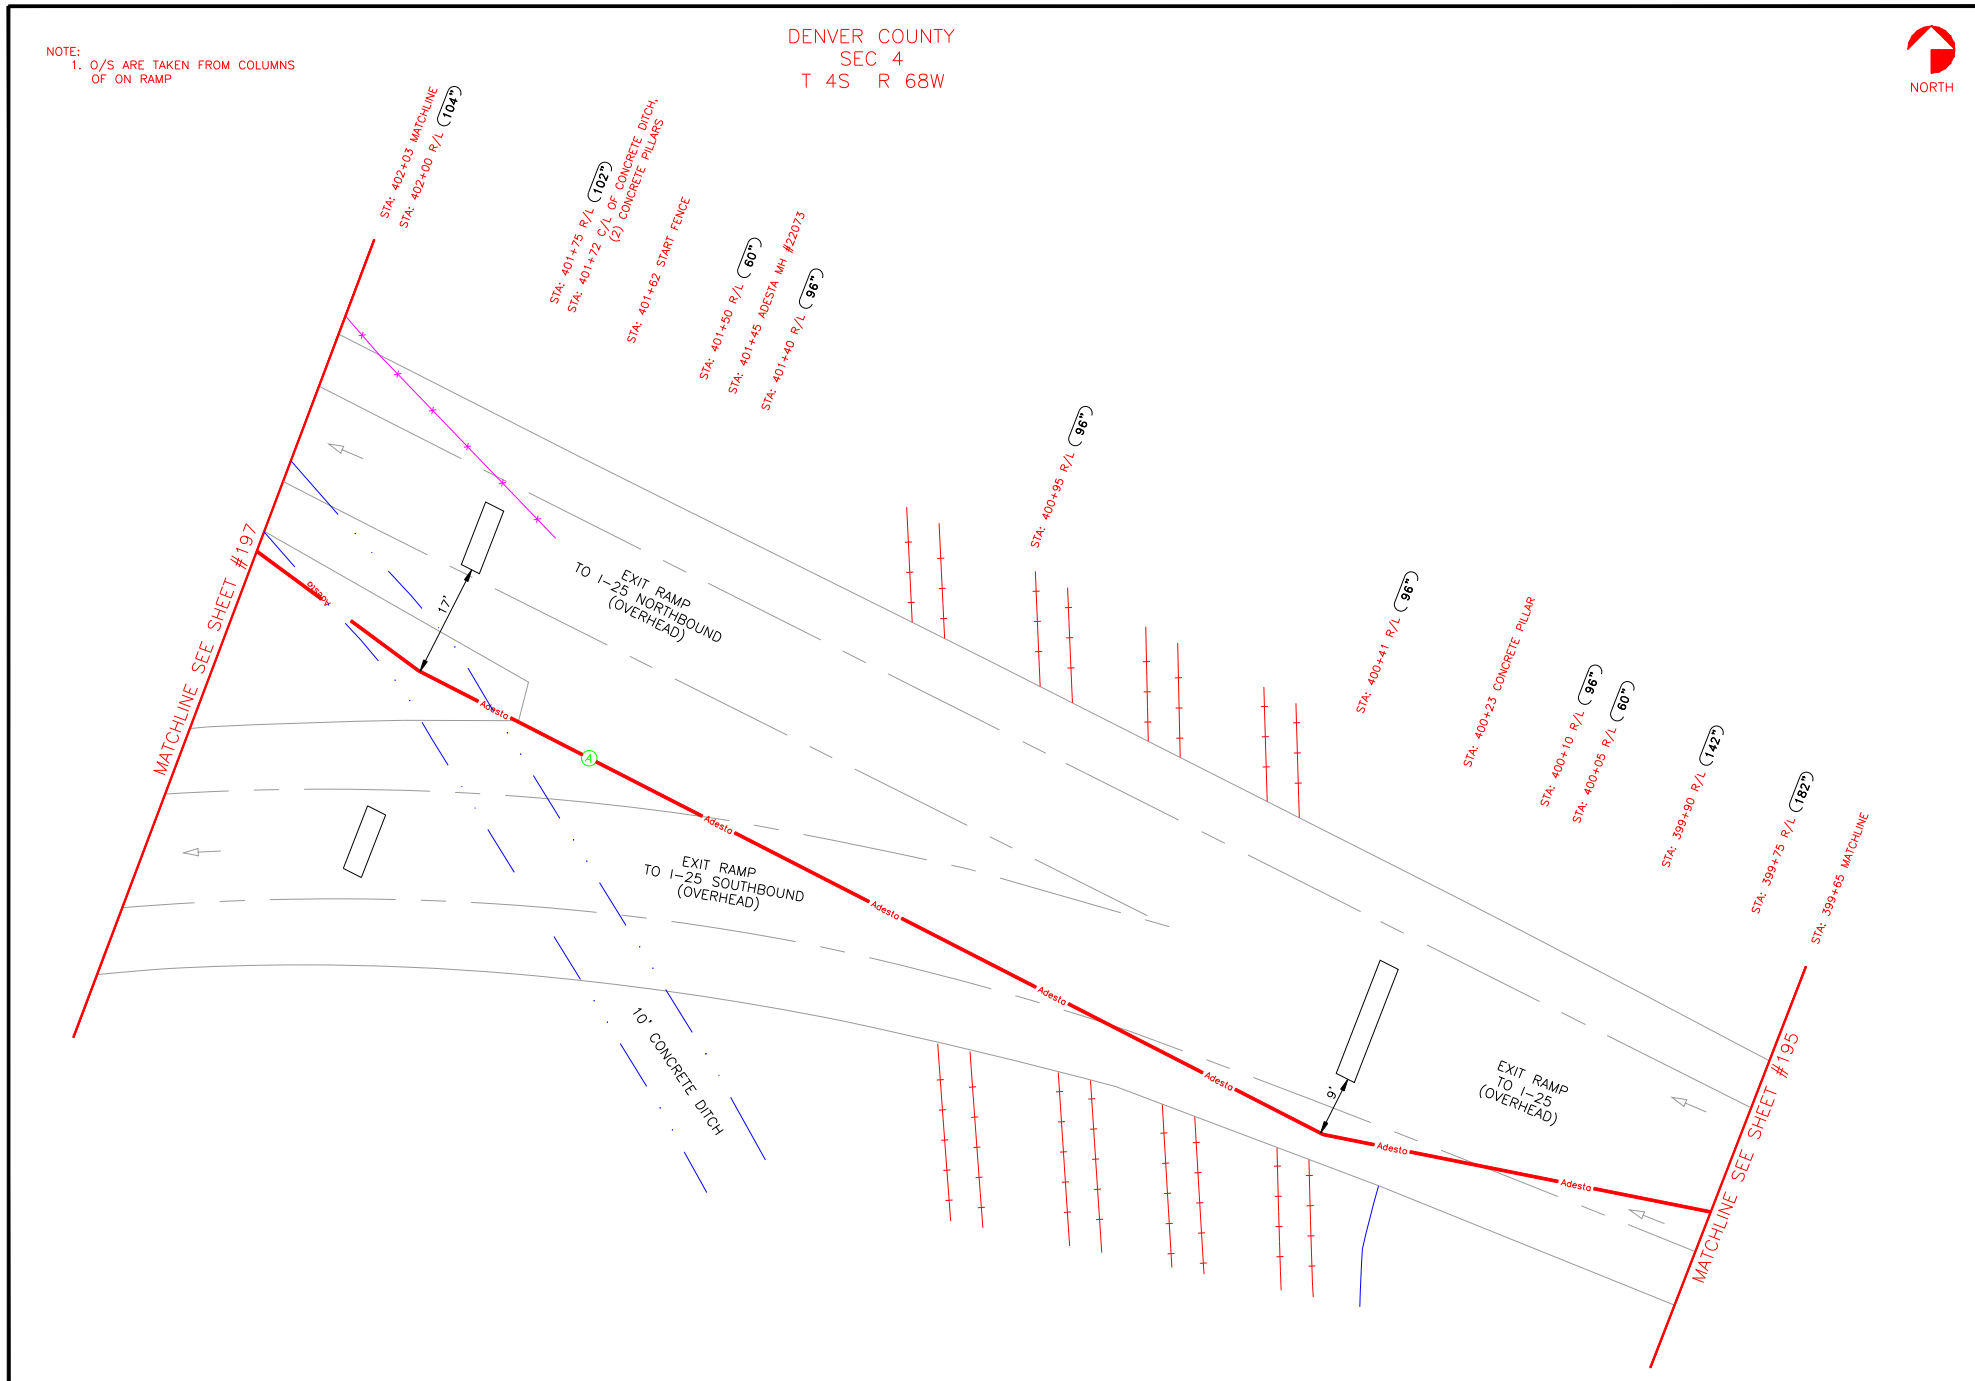 NOTE:
1. O/S ARE TAKEN FROM COLUMNS
OF ON RAMP
DENVER COUNTY
SEC 4
T 4S R 68W
NORTH
STA: 402+03 MATCHLINE
STA: 402+00 R/L 104"
STA: 401+75 R/L 102"
STA: 401+72 C/L OF CONCRETE DITCH,
(2) CONCRETE PILLARS
STA: 401+62 START FENCE
STA: 401+50 R/L 60"
STA: 401+45 ADESTA MH #22073
STA: 401+40 R/L 96"
STA: 400+95 R/L 96"
STA: 400+41 R/L 96"
STA: 400+23 CONCRETE PILLAR
STA: 400+10 R/L 96"
STA: 400+05 R/L 60"
STA: 399+90 R/L 142"
STA: 399+75 R/L 182"
STA: 399+65 MATCHLINE
MATCHLINE SEE SHEET #197
Adesta
17'
EXIT RAMP
TO I-25 NORTHBOUND
(OVERHEAD)
Adesta
A
Adesta
EXIT RAMP
TO I-25 SOUTHBOUND
(OVERHEAD)
Adesta
Adesta
10' CONCRETE DITCH
Adesta
9'
EXIT RAMP
TO I-25
(OVERHEAD)
Adesta
Adesta
MATCHLINE SEE SHEET #195